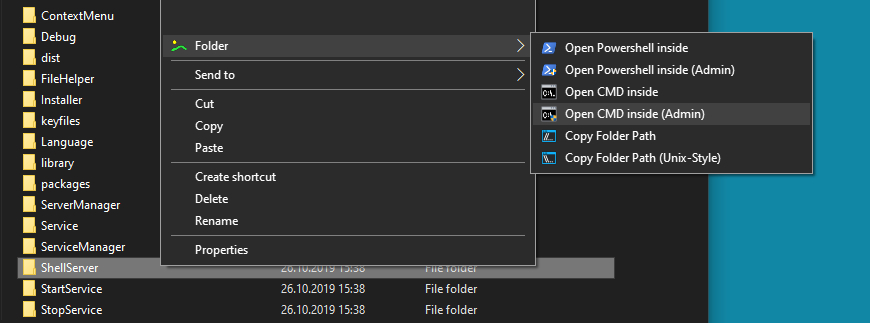 ContextMenu
Debug
dist
FileHelper
Installer
keyfiles
Language
library
packages
ServerManager
Service
ServiceManager
ShellServer 26.10.2019 15:38 File folder
StartService 26.10.2019 15:38 File folder
StopService 26.10.2019 15:38 File folder
Folder
Send to
Cut
Copy
Paste
Create shortcut
Delete
Rename
Properties
Open Powershell inside
Open Powershell inside (Admin)
Open CMD inside
Open CMD inside (Admin)
Copy Folder Path
Copy Folder Path (Unix-Style)